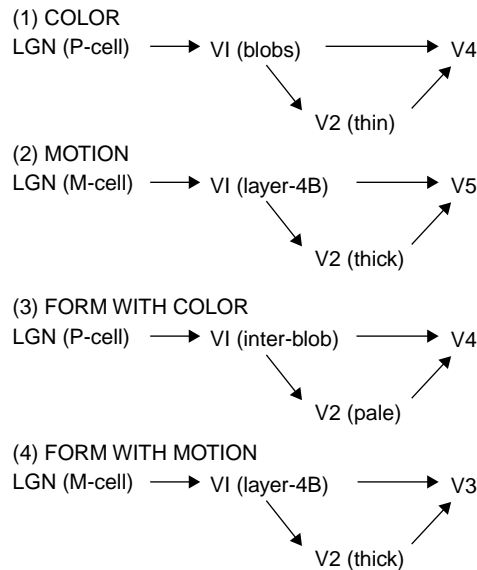 (1) COLOR
LGN (P-cell) VI (blobs) V4
V2 (thin)
(2) MOTION
LGN (M-cell) VI (layer-4B) V5
V2 (thick)
(3) FORM WITH COLOR
LGN (P-cell) VI (inter-blob) V4
V2 (pale)
(4) FORM WITH MOTION
LGN (M-cell) VI (layer-4B) V3
V2 (thick)